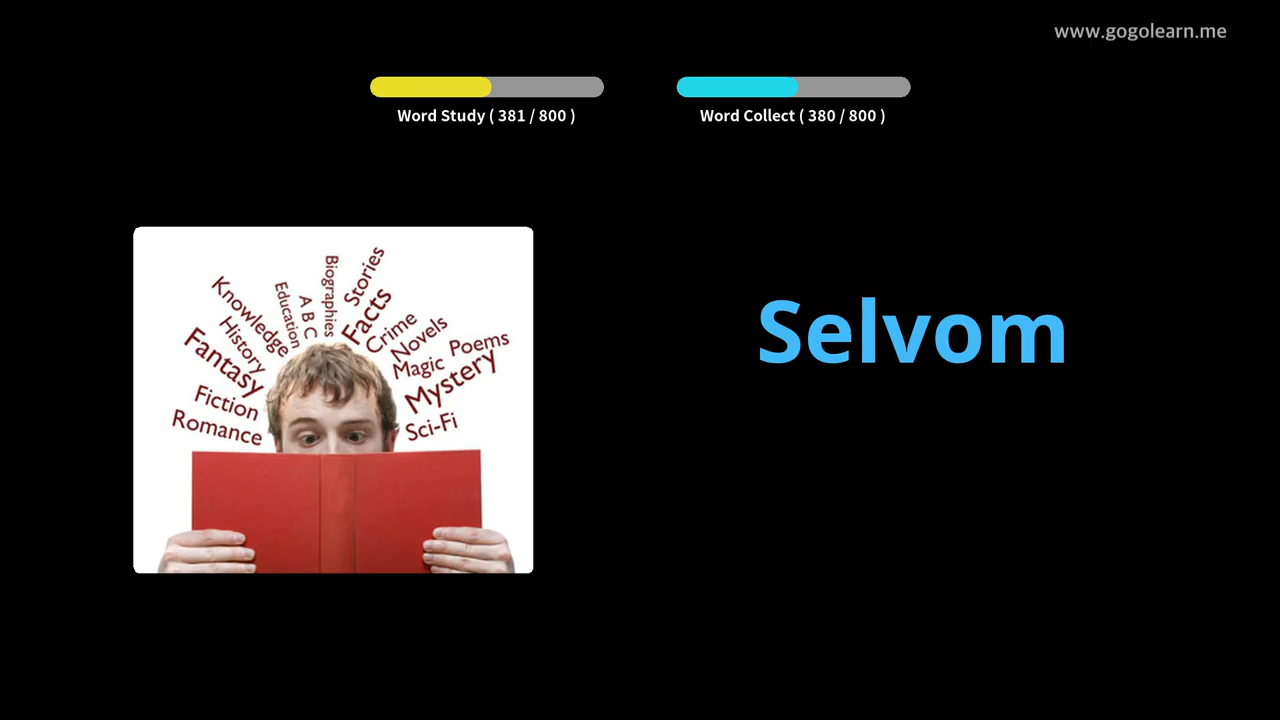 www.gogolearn.me
Word Study ( 381 / 800 )
Word Collect ( 380 / 800 )
Selvom
Biographies
Stories
Education
A B C
Facts
Knowledge
Crime
History
Novels
Poems
Fantasy
Magic
Mystery
Fiction
Romance
Sci-Fi